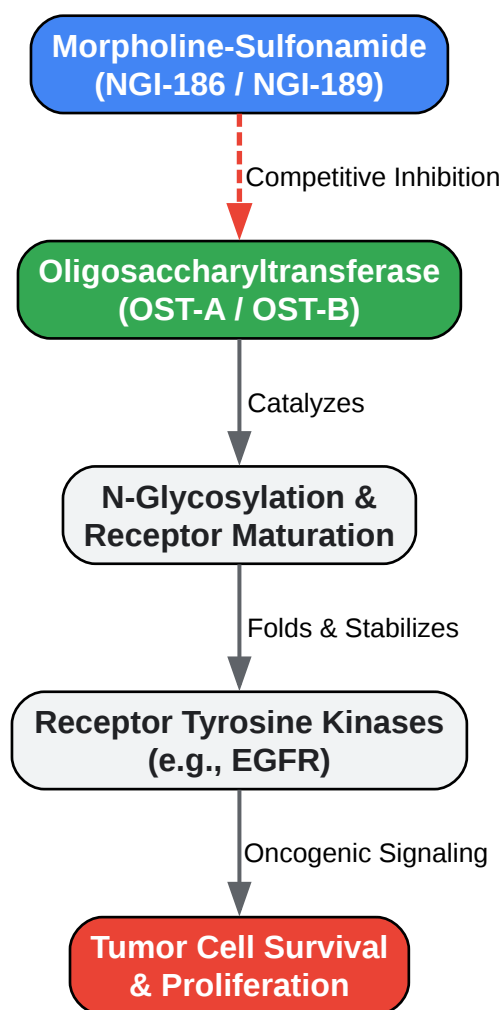 Morpholine-Sulfonamide
(NGI-186 / NGI-189)
Competitive Inhibition
Oligosaccharyltransferase
(OST-A / OST-B)
Catalyzes
N-Glycosylation &
Receptor Maturation
Folds & Stabilizes
Receptor Tyrosine Kinases
(e.g., EGFR)
Oncogenic Signaling
Tumor Cell Survival
& Proliferation